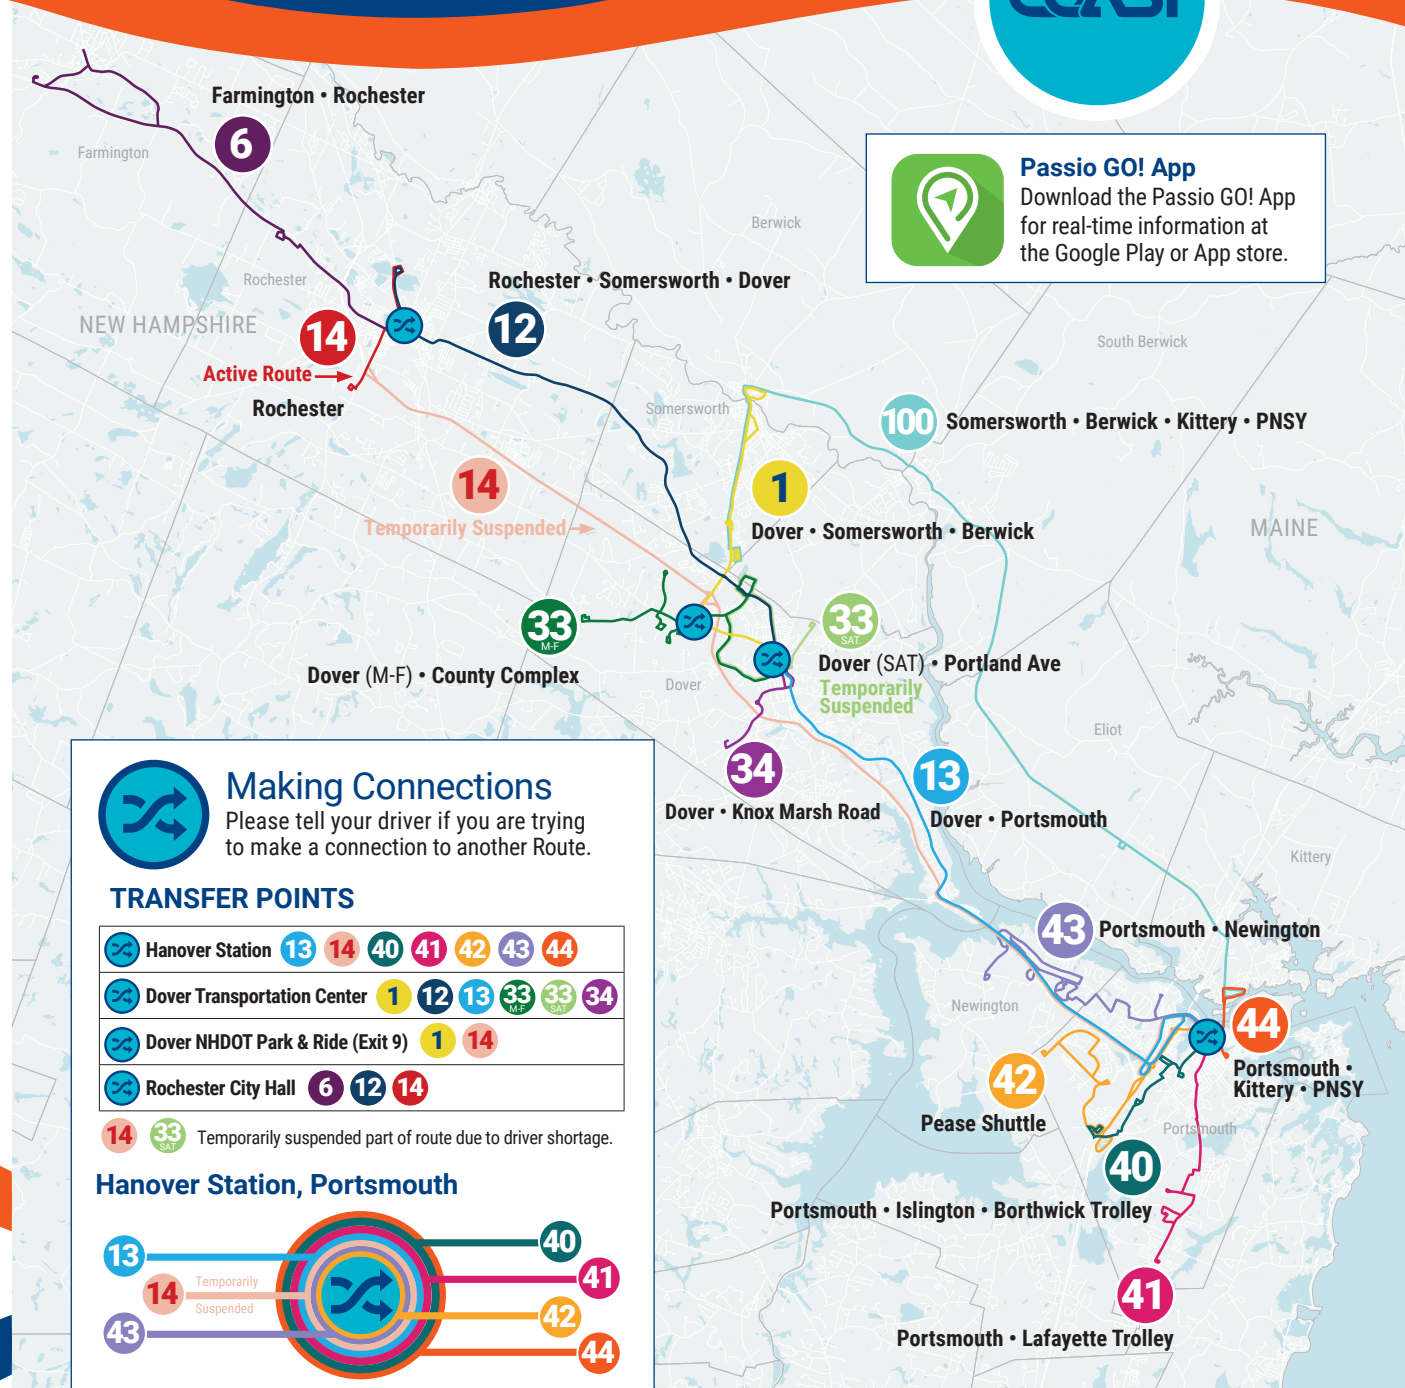 COAST
Farmington • Rochester
6
Farmington
Passio GO! App
Download the Passio GO! App
for real-time information at
the Google Play or App store.
Berwick
Rochester
Rochester • Somersworth • Dover
NEW HAMPSHIRE
14
12
South Berwick
Active Route
Rochester
Somersworth
100
Somersworth • Berwick • Kittery • PNSY
14
1
Temporarily Suspended
Dover • Somersworth • Berwick
MAINE
33
M-F
33
SAT.
Dover (M-F) • County Complex
Dover (SAT) • Portland Ave
Temporarily
Suspended
Dover
Eliot
34
13
Dover • Knox Marsh Road
Dover • Portsmouth
Kittery
Making Connections
Please tell your driver if you are trying
to make a connection to another Route.
TRANSFER POINTS
Hanover Station 13 14 40 41 42 43 44
Dover Transportation Center 1 12 13 33 M-F 33 SAT 34
Dover NHDOT Park & Ride (Exit 9) 1 14
Rochester City Hall 6 12 14
14 33 SAT Temporarily suspended part of route due to driver shortage.
43
Portsmouth • Newington
Newington
44
Portsmouth •
Kittery • PNSY
42
Pease Shuttle
Portsmouth
40
Portsmouth • Islington • Borthwick Trolley
41
Portsmouth • Lafayette Trolley
Hanover Station, Portsmouth
13
40
14
Temporarily
Suspended
41
43
42
44